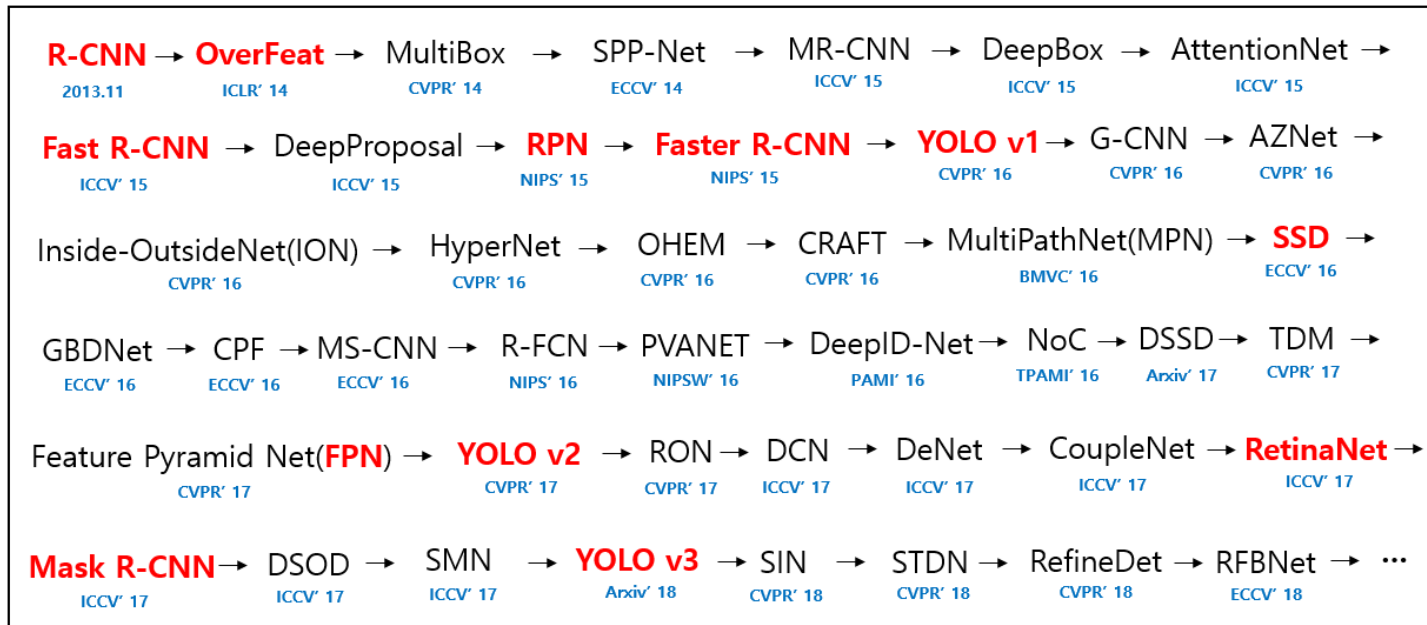 R-CNN → OverFeat → MultiBox → SPP-Net → MR-CNN → DeepBox → AttentionNet →
2013.11 ICLR' 14 CVPR' 14 ECCV' 14 ICCV' 15 ICCV' 15 ICCV' 15
Fast R-CNN → DeepProposal → RPN → Faster R-CNN → YOLO v1 → G-CNN → AZNet →
ICCV' 15 ICCV' 15 NIPS' 15 NIPS' 15 CVPR' 16 CVPR' 16 CVPR' 16
Inside-OutsideNet(ION) → HyperNet → OHEM → CRAFT → MultiPathNet(MPN) → SSD →
CVPR' 16 CVPR' 16 CVPR' 16 CVPR' 16 BMVC' 16 ECCV' 16
GBDNet → CPF → MS-CNN → R-FCN → PVANET → DeepID-Net → NoC → DSSD → TDM →
ECCV' 16 ECCV' 16 ECCV' 16 NIPS' 16 NIPSW' 16 PAMI' 16 TPAMI' 16 Arxiv' 17 CVPR' 17
Feature Pyramid Net(FPN) → YOLO v2 → RON → DCN → DeNet → CoupleNet → RetinaNet →
CVPR' 17 CVPR' 17 CVPR' 17 ICCV' 17 ICCV' 17 ICCV' 17 ICCV' 17
Mask R-CNN → DSOD → SMN → YOLO v3 → SIN → STDN → RefineDet → RFBNet → ···
ICCV' 17 ICCV' 17 ICCV' 17 Arxiv' 18 CVPR' 18 CVPR' 18 CVPR' 18 ECCV' 18